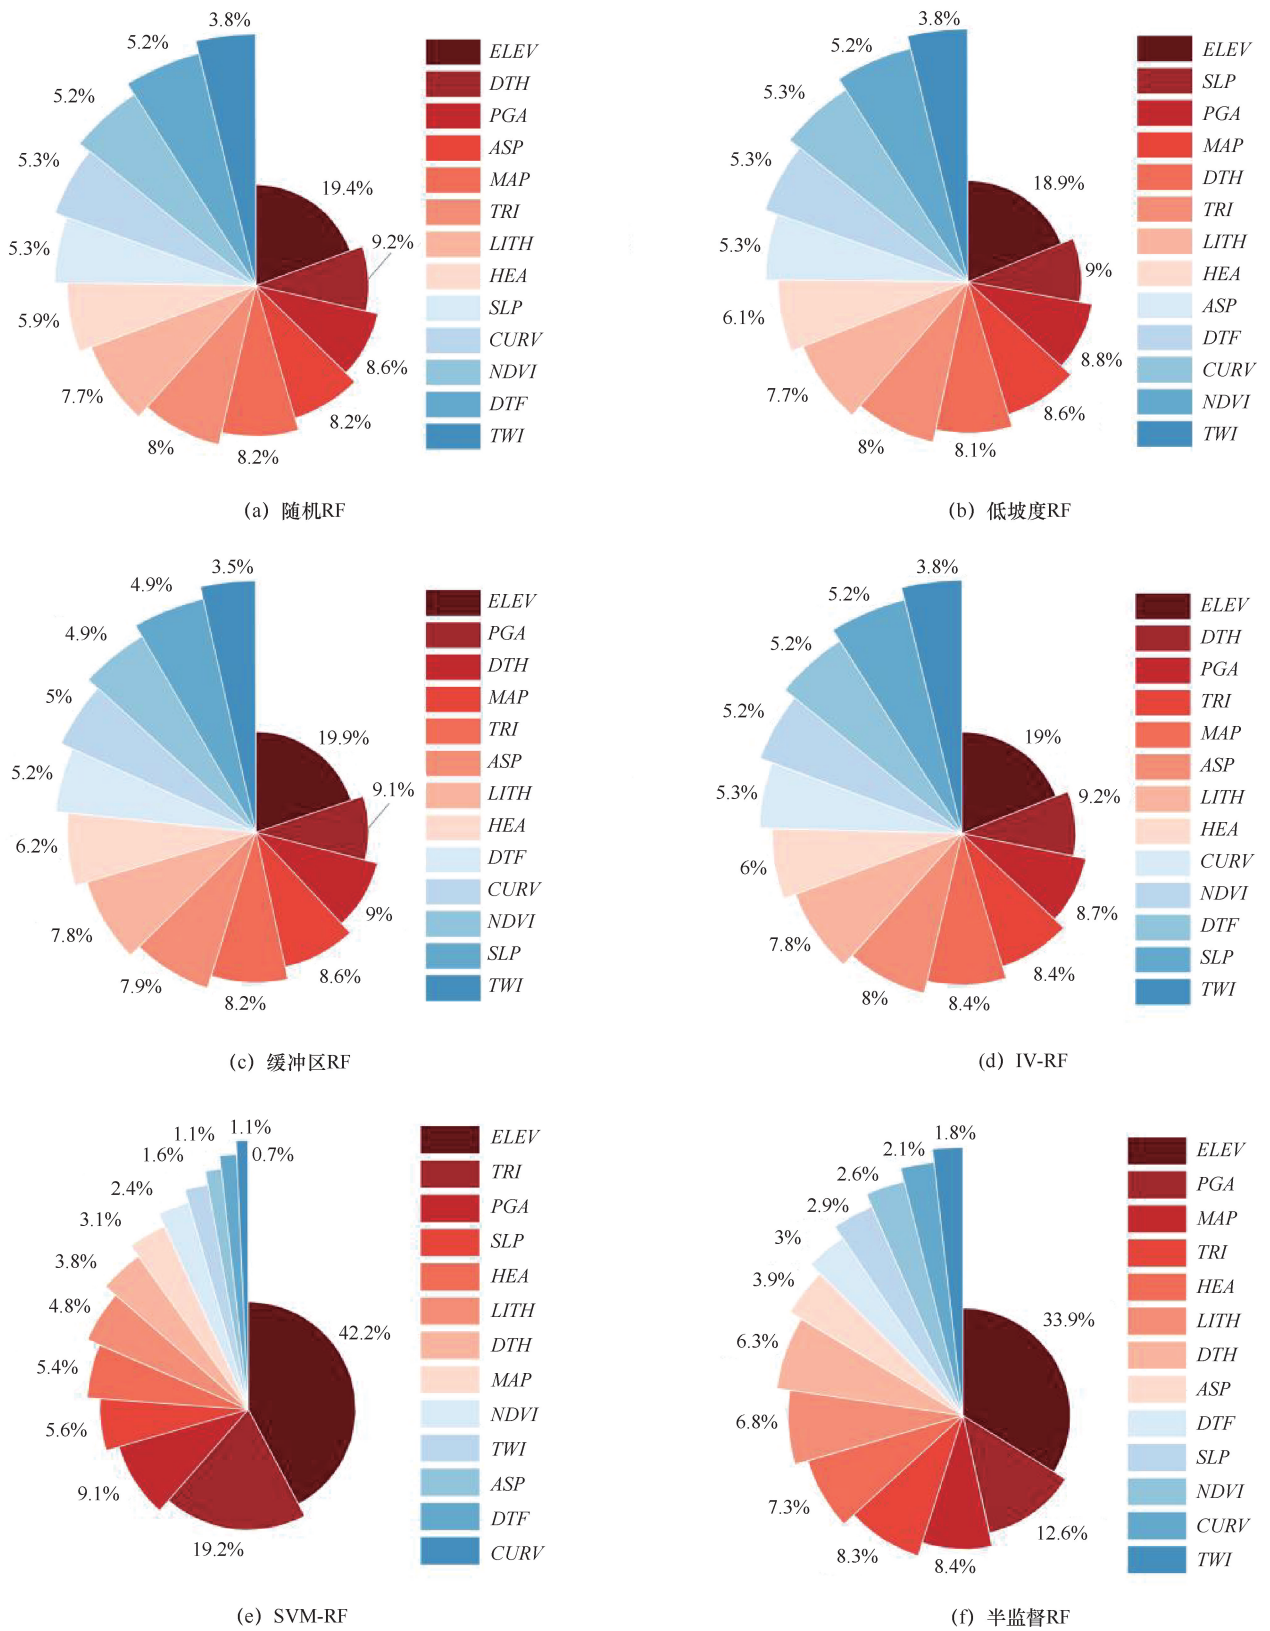 3.8%
5.2%
5.2%
5.3%
5.3%
5.9%
7.7%
8%
8.2%
8.2%
8.6%
9.2%
19.4%
ELEV
DTH
PGA
ASP
MAP
TRI
LITH
HEA
SLP
CURV
NDVI
DTF
TWI
(a) 随机RF
3.8%
5.2%
5.3%
5.3%
5.3%
6.1%
7.7%
8%
8.1%
8.6%
8.8%
9%
18.9%
ELEV
SLP
PGA
MAP
DTH
TRI
LITH
HEA
ASP
DTF
CURV
NDVI
TWI
(b) 低坡度RF
3.5%
4.9%
4.9%
5%
5.2%
6.2%
7.8%
7.9%
8.2%
8.6%
9%
9.1%
19.9%
ELEV
PGA
DTH
MAP
TRI
ASP
LITH
HEA
DTF
CURV
NDVI
SLP
TWI
(c) 缓冲区RF
3.8%
5.2%
5.2%
5.2%
5.3%
6%
7.8%
8%
8.4%
8.4%
8.7%
9.2%
19%
ELEV
DTH
PGA
TRI
MAP
ASP
LITH
HEA
CURV
NDVI
DTF
SLP
TWI
(d) IV-RF
1.1%
0.7%
1.1%
1.6%
2.4%
3.1%
3.8%
4.8%
5.4%
5.6%
9.1%
19.2%
42.2%
ELEV
TRI
PGA
SLP
HEA
LITH
DTH
MAP
NDVI
TWI
ASP
DTF
CURV
(e) SVM-RF
1.8%
2.1%
2.6%
2.9%
3%
3.9%
6.3%
6.8%
7.3%
8.3%
8.4%
12.6%
33.9%
ELEV
PGA
MAP
TRI
HEA
LITH
DTH
ASP
DTF
SLP
NDVI
CURV
TWI
(f) 半监督RF